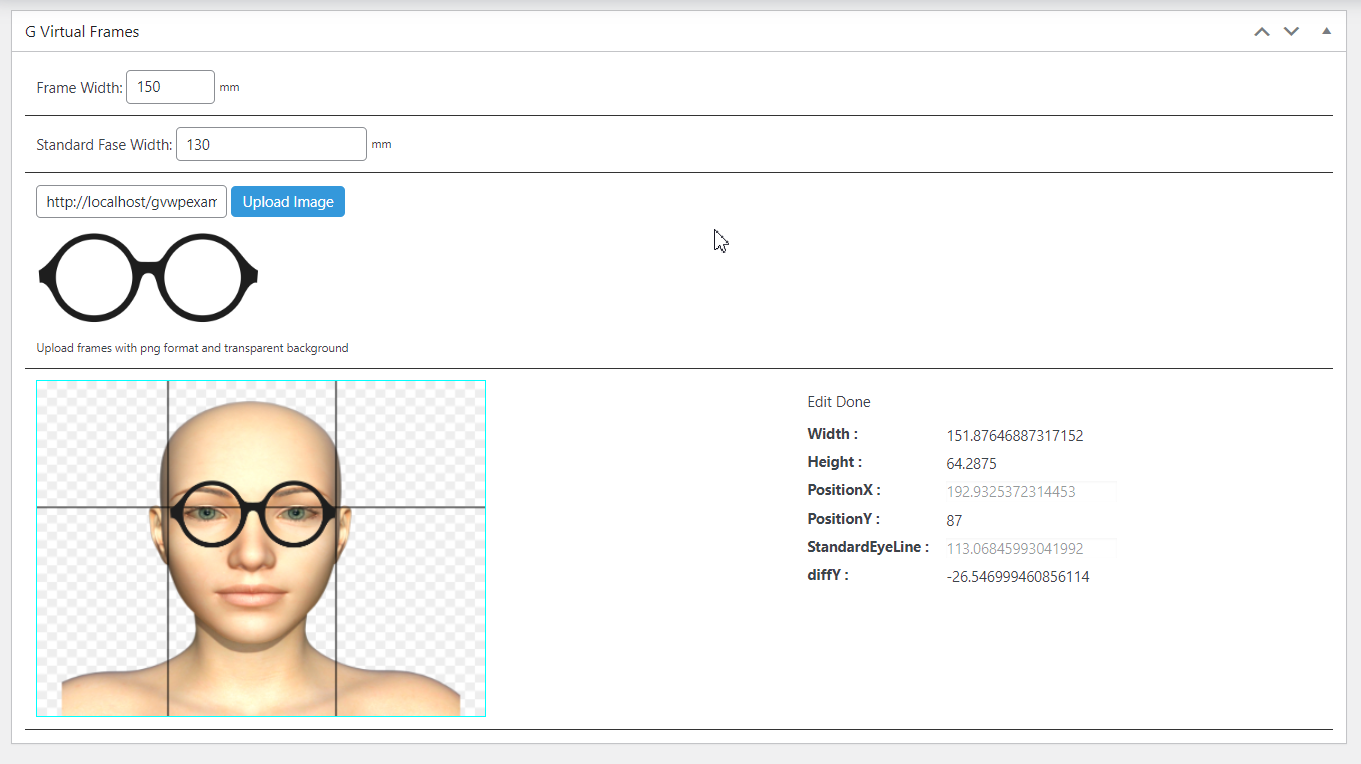 G Virtual Frames
Frame Width: 150 mm
Standard Fase Width: 130 mm
http://localhost/gvwpexam Upload Image
Upload frames with png format and transparent background
Edit Done
Width : 151.87646887317152
Height : 64.2875
PositionX : 192.9325372314453
PositionY : 87
StandardEyeLine : 113.06845993041992
diffY : -26.546999460856114